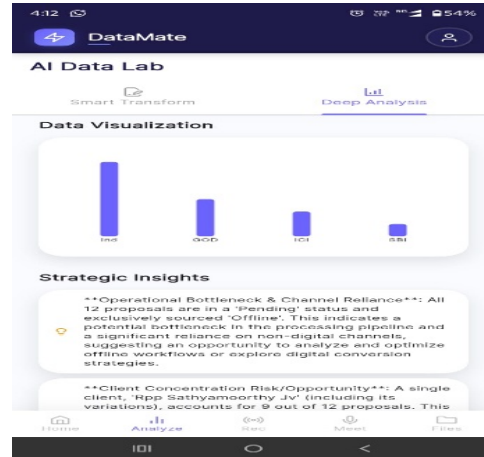 4:12
54%
DataMate
AI Data Lab
Smart Transform
Deep Analysis
Data Visualization
Ind
GOD
ICI
SBI
Strategic Insights
**Operational Bottleneck & Channel Reliance**: All
12 proposals are in a 'Pending' status and
exclusively sourced 'Offline'. This indicates a
potential bottleneck in the processing pipeline and
a significant reliance on non-digital channels,
suggesting an opportunity to analyze and optimize
offline workflows or explore digital conversion
strategies.
**Client Concentration Risk/Opportunity**: A single
client, 'Rpp Sathyamoorthy Jv' (including its
variations), accounts for 9 out of 12 proposals. This
Home
Analyze
Rec
Meet
Files